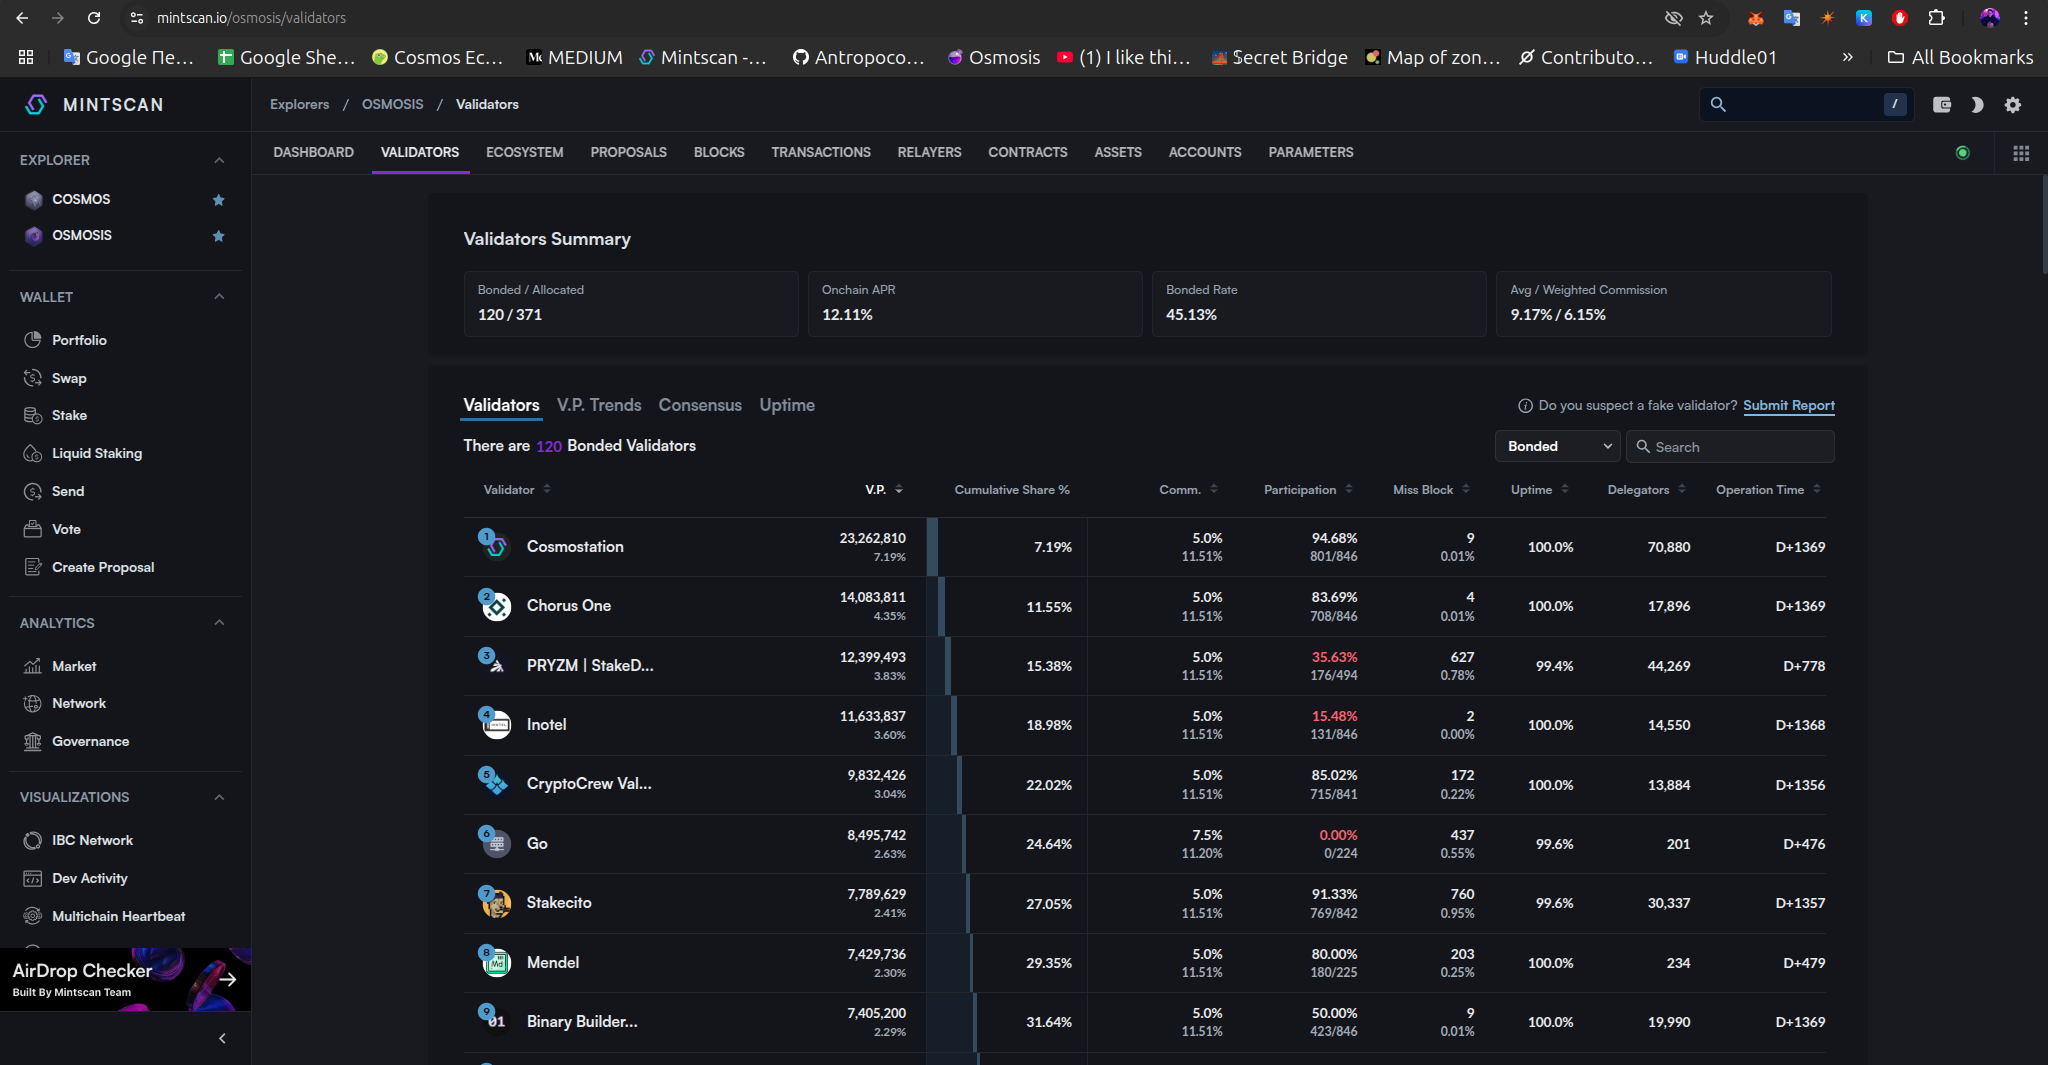 mintscan.io/osmosis/validators
Google Пе... Google She... Cosmos Ec... MEDIUM Mintscan -... Antropoco... Osmosis (1) I like thi... Secret Bridge Map of zon... Contributo... Huddle01 » All Bookmarks
MINTSCAN
Explorers / OSMOSIS / Validators
/
DASHBOARD VALIDATORS ECOSYSTEM PROPOSALS BLOCKS TRANSACTIONS RELAYERS CONTRACTS ASSETS ACCOUNTS PARAMETERS
EXPLORER
COSMOS
OSMOSIS
WALLET
Portfolio
Swap
Stake
Liquid Staking
Send
Vote
Create Proposal
ANALYTICS
Market
Network
Governance
VISUALIZATIONS
IBC Network
Dev Activity
Multichain Heartbeat
AirDrop Checker
Built By Mintscan Team
Validators Summary
Bonded / Allocated
120 / 371
Onchain APR
12.11%
Bonded Rate
45.13%
Avg / Weighted Commission
9.17% / 6.15%
Validators V.P. Trends Consensus Uptime
Do you suspect a fake validator? Submit Report
There are 120 Bonded Validators
Bonded
Search
Validator V.P. Cumulative Share % Comm. Participation Miss Block Uptime Delegators Operation Time
1 Cosmostation 23,262,810 7.19% 5.0% 94.68% 9 100.0% 70,880 D+1369
7.19% 11.51% 801/846 0.01%
2 Chorus One 14,083,811 11.55% 5.0% 83.69% 4 100.0% 17,896 D+1369
4.35% 11.51% 708/846 0.01%
3 PRYZM | StakeD... 12,399,493 15.38% 5.0% 35.63% 627 99.4% 44,269 D+778
3.83% 11.51% 176/494 0.78%
4 Inotel 11,633,837 18.98% 5.0% 15.48% 2 100.0% 14,550 D+1368
3.60% 11.51% 131/846 0.00%
5 CryptoCrew Val... 9,832,426 22.02% 5.0% 85.02% 172 100.0% 13,884 D+1356
3.04% 11.51% 715/841 0.22%
6 Go 8,495,742 24.64% 7.5% 0.00% 437 99.6% 201 D+476
2.63% 11.20% 0/224 0.55%
7 Stakecito 7,789,629 27.05% 5.0% 91.33% 760 99.6% 30,337 D+1357
2.41% 11.51% 769/842 0.95%
8 Md Mendel 7,429,736 29.35% 5.0% 80.00% 203 100.0% 234 D+479
2.30% 11.51% 180/225 0.25%
9 01 Binary Builder... 7,405,200 31.64% 5.0% 50.00% 9 100.0% 19,990 D+1369
2.29% 11.51% 423/846 0.01%